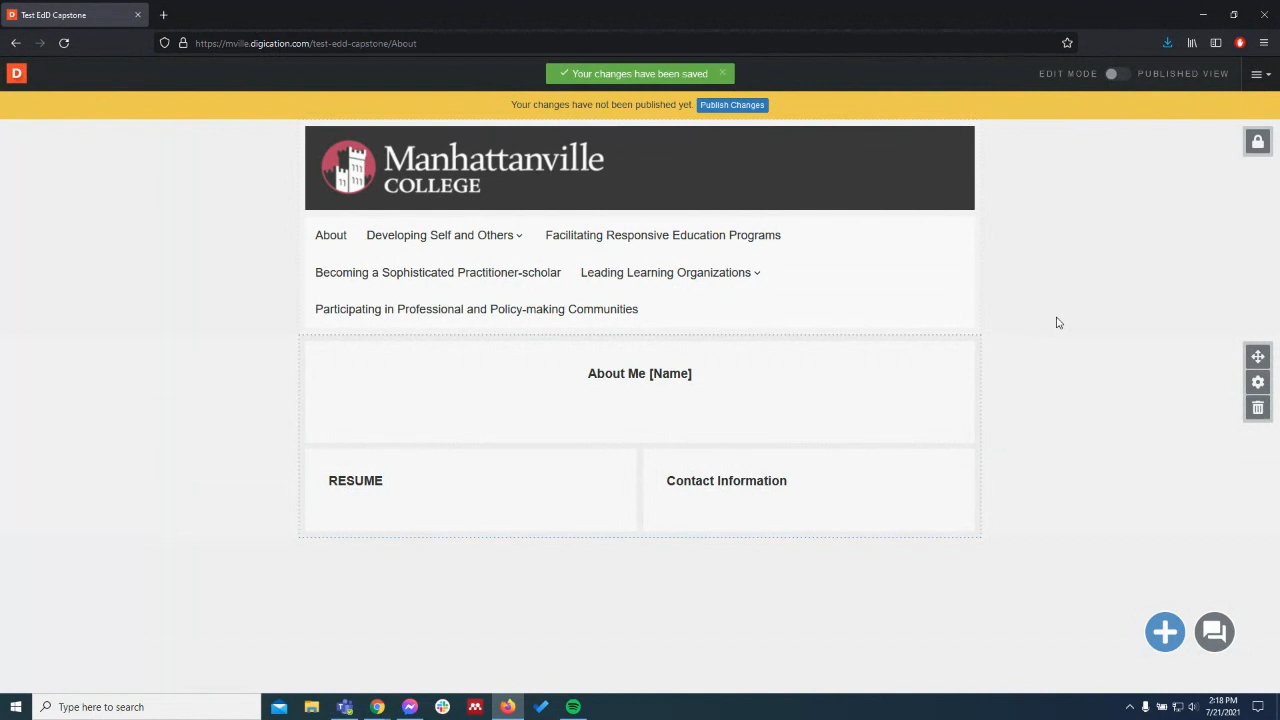 Test EdD Capstone
https://mville.digication.com/test-edd-capstone/About
D
Your changes have been saved
EDIT MODE PUBLISHED VIEW
Your changes have not been published yet. Publish Changes
Manhattanville
COLLEGE
About Developing Self and Others Facilitating Responsive Education Programs
Becoming a Sophisticated Practitioner-scholar Leading Learning Organizations
Participating in Professional and Policy-making Communities
About Me [Name]
RESUME Contact Information
Type here to search
2:18 PM
7/21/2021